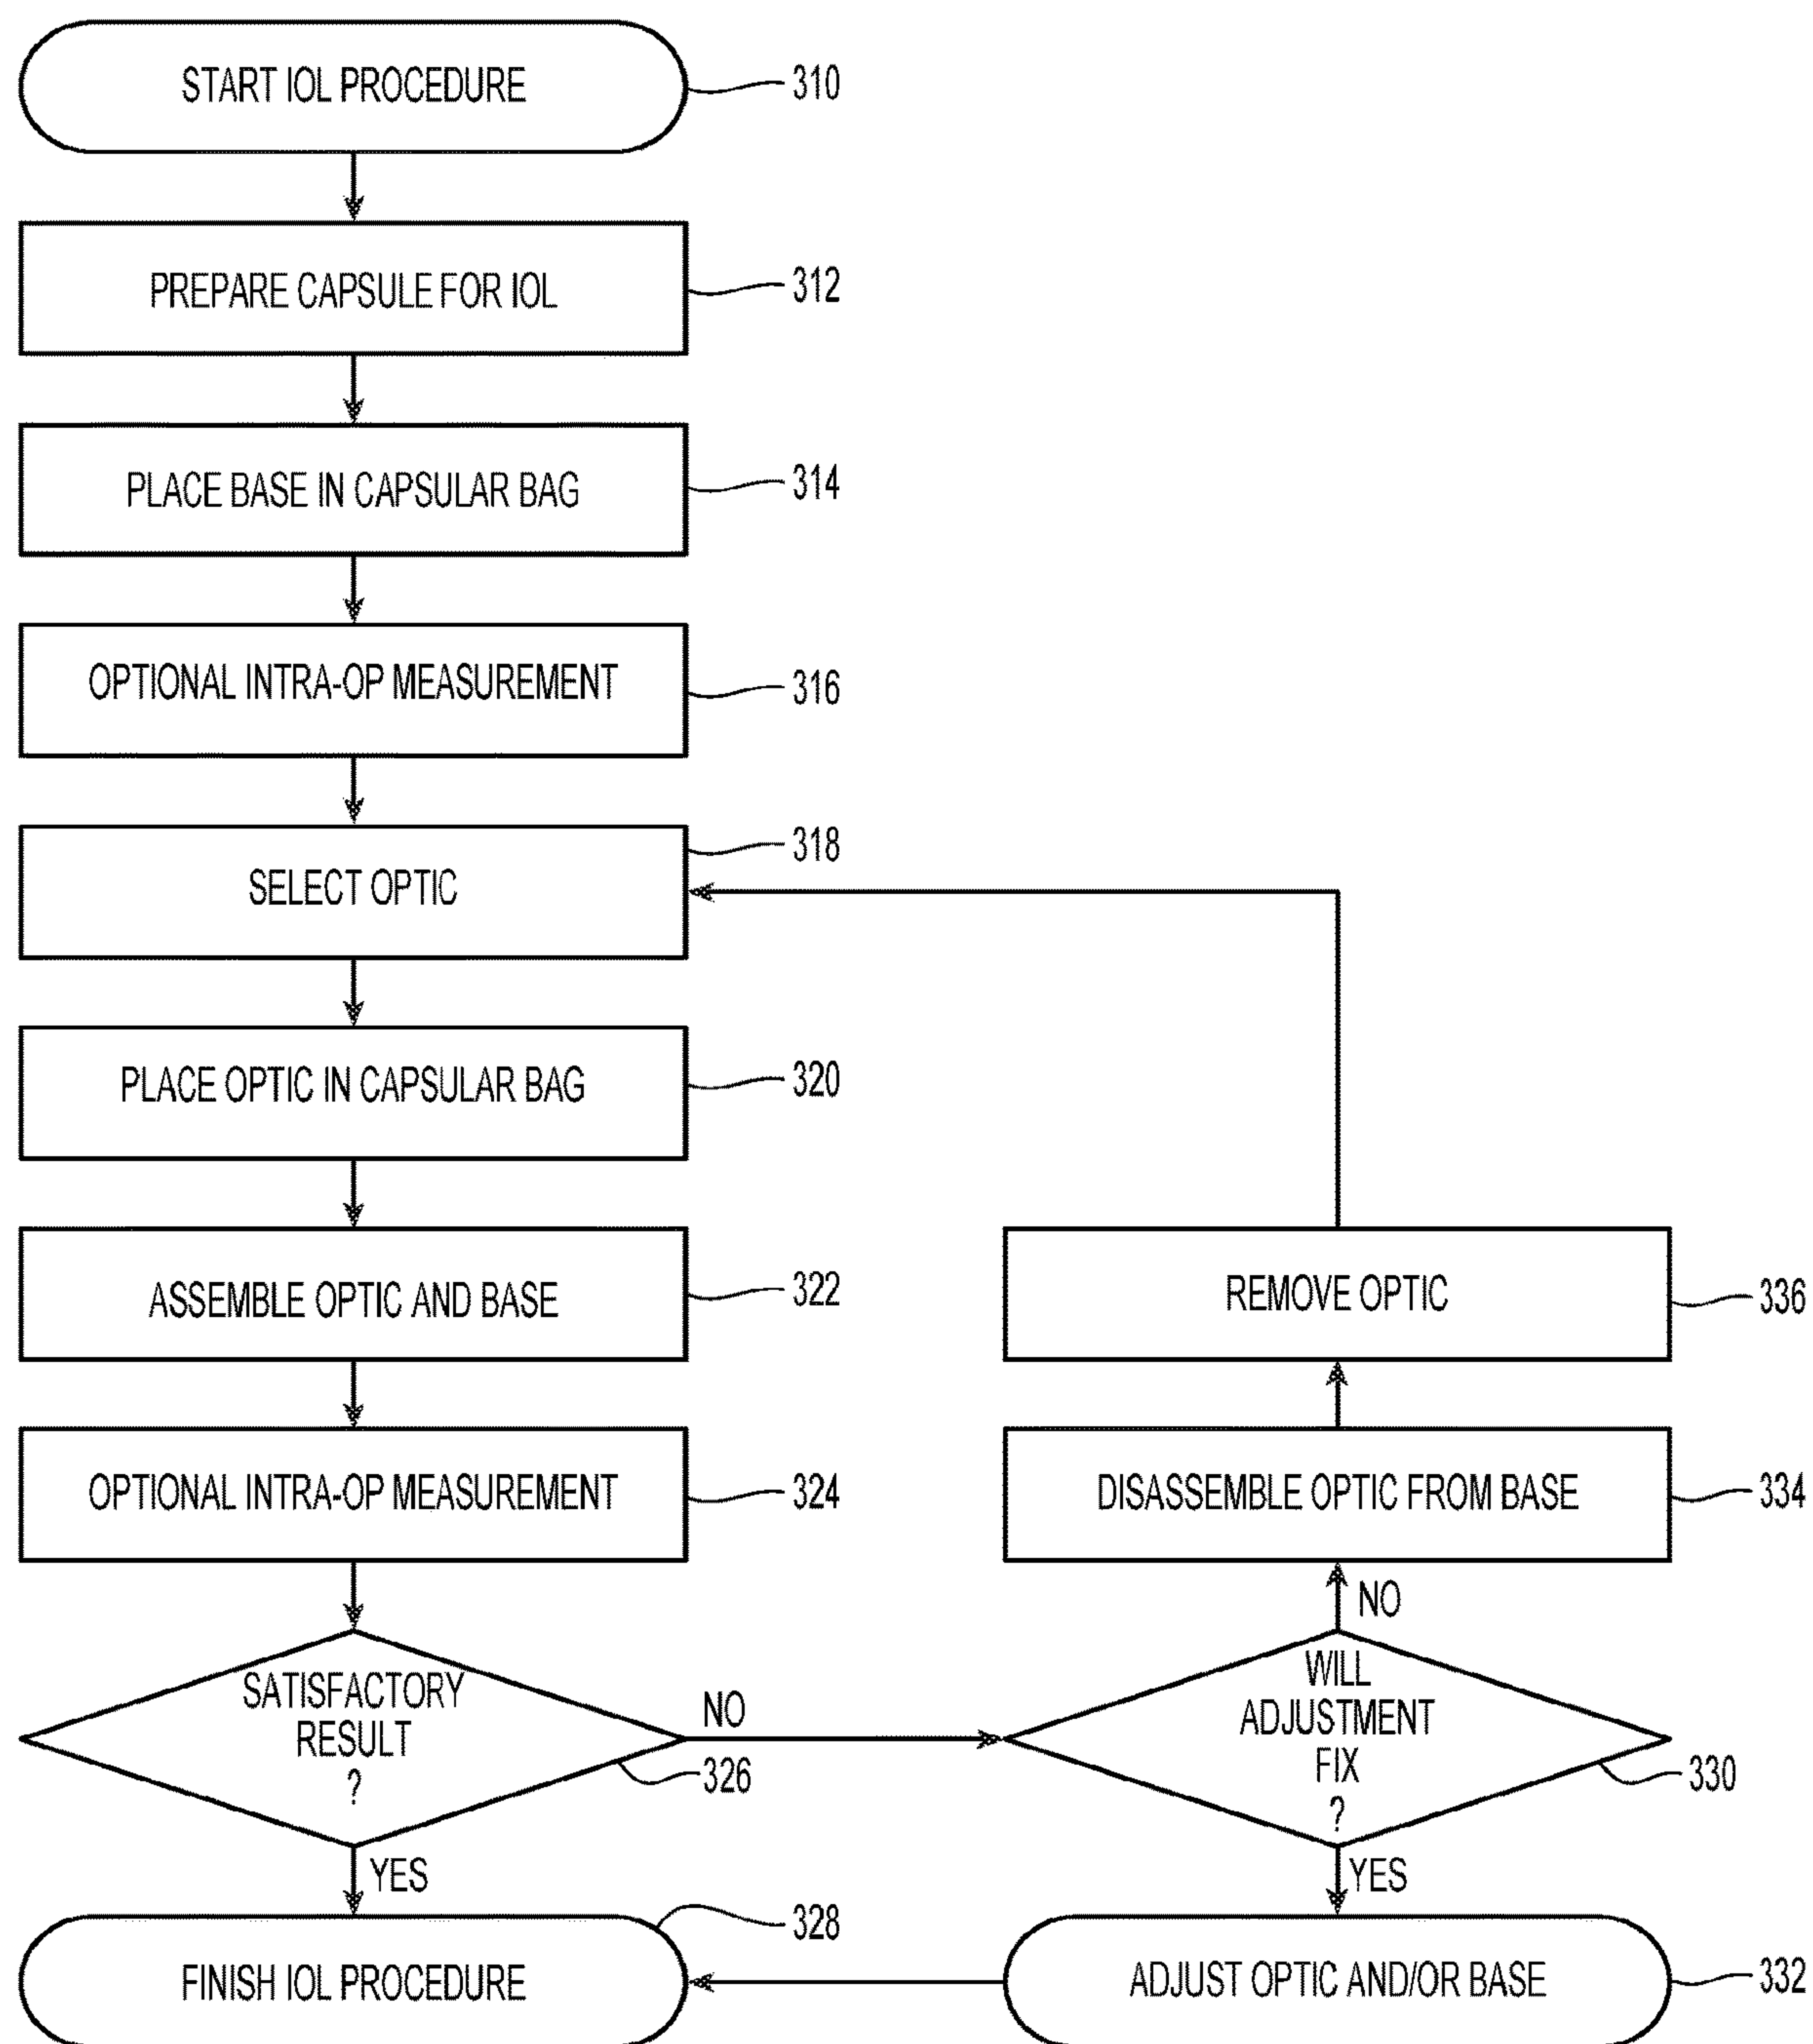 START IOL PROCEDURE
310
PREPARE CAPSULE FOR IOL
312
PLACE BASE IN CAPSULAR BAG
314
OPTIONAL INTRA-OP MEASUREMENT
316
SELECT OPTIC
318
PLACE OPTIC IN CAPSULAR BAG
320
ASSEMBLE OPTIC AND BASE
322
REMOVE OPTIC
336
OPTIONAL INTRA-OP MEASUREMENT
324
DISASSEMBLE OPTIC FROM BASE
334
SATISFACTORY
RESULT
?
326
NO
NO
WILL
ADJUSTMENT
FIX
?
330
YES
YES
FINISH IOL PROCEDURE
328
ADJUST OPTIC AND/OR BASE
332